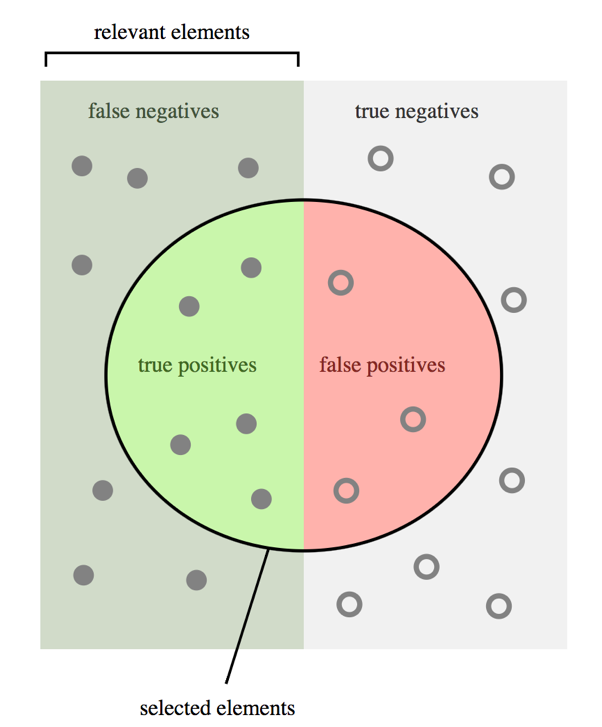 relevant elements
false negatives
true negatives
true positives
false positives
selected elements